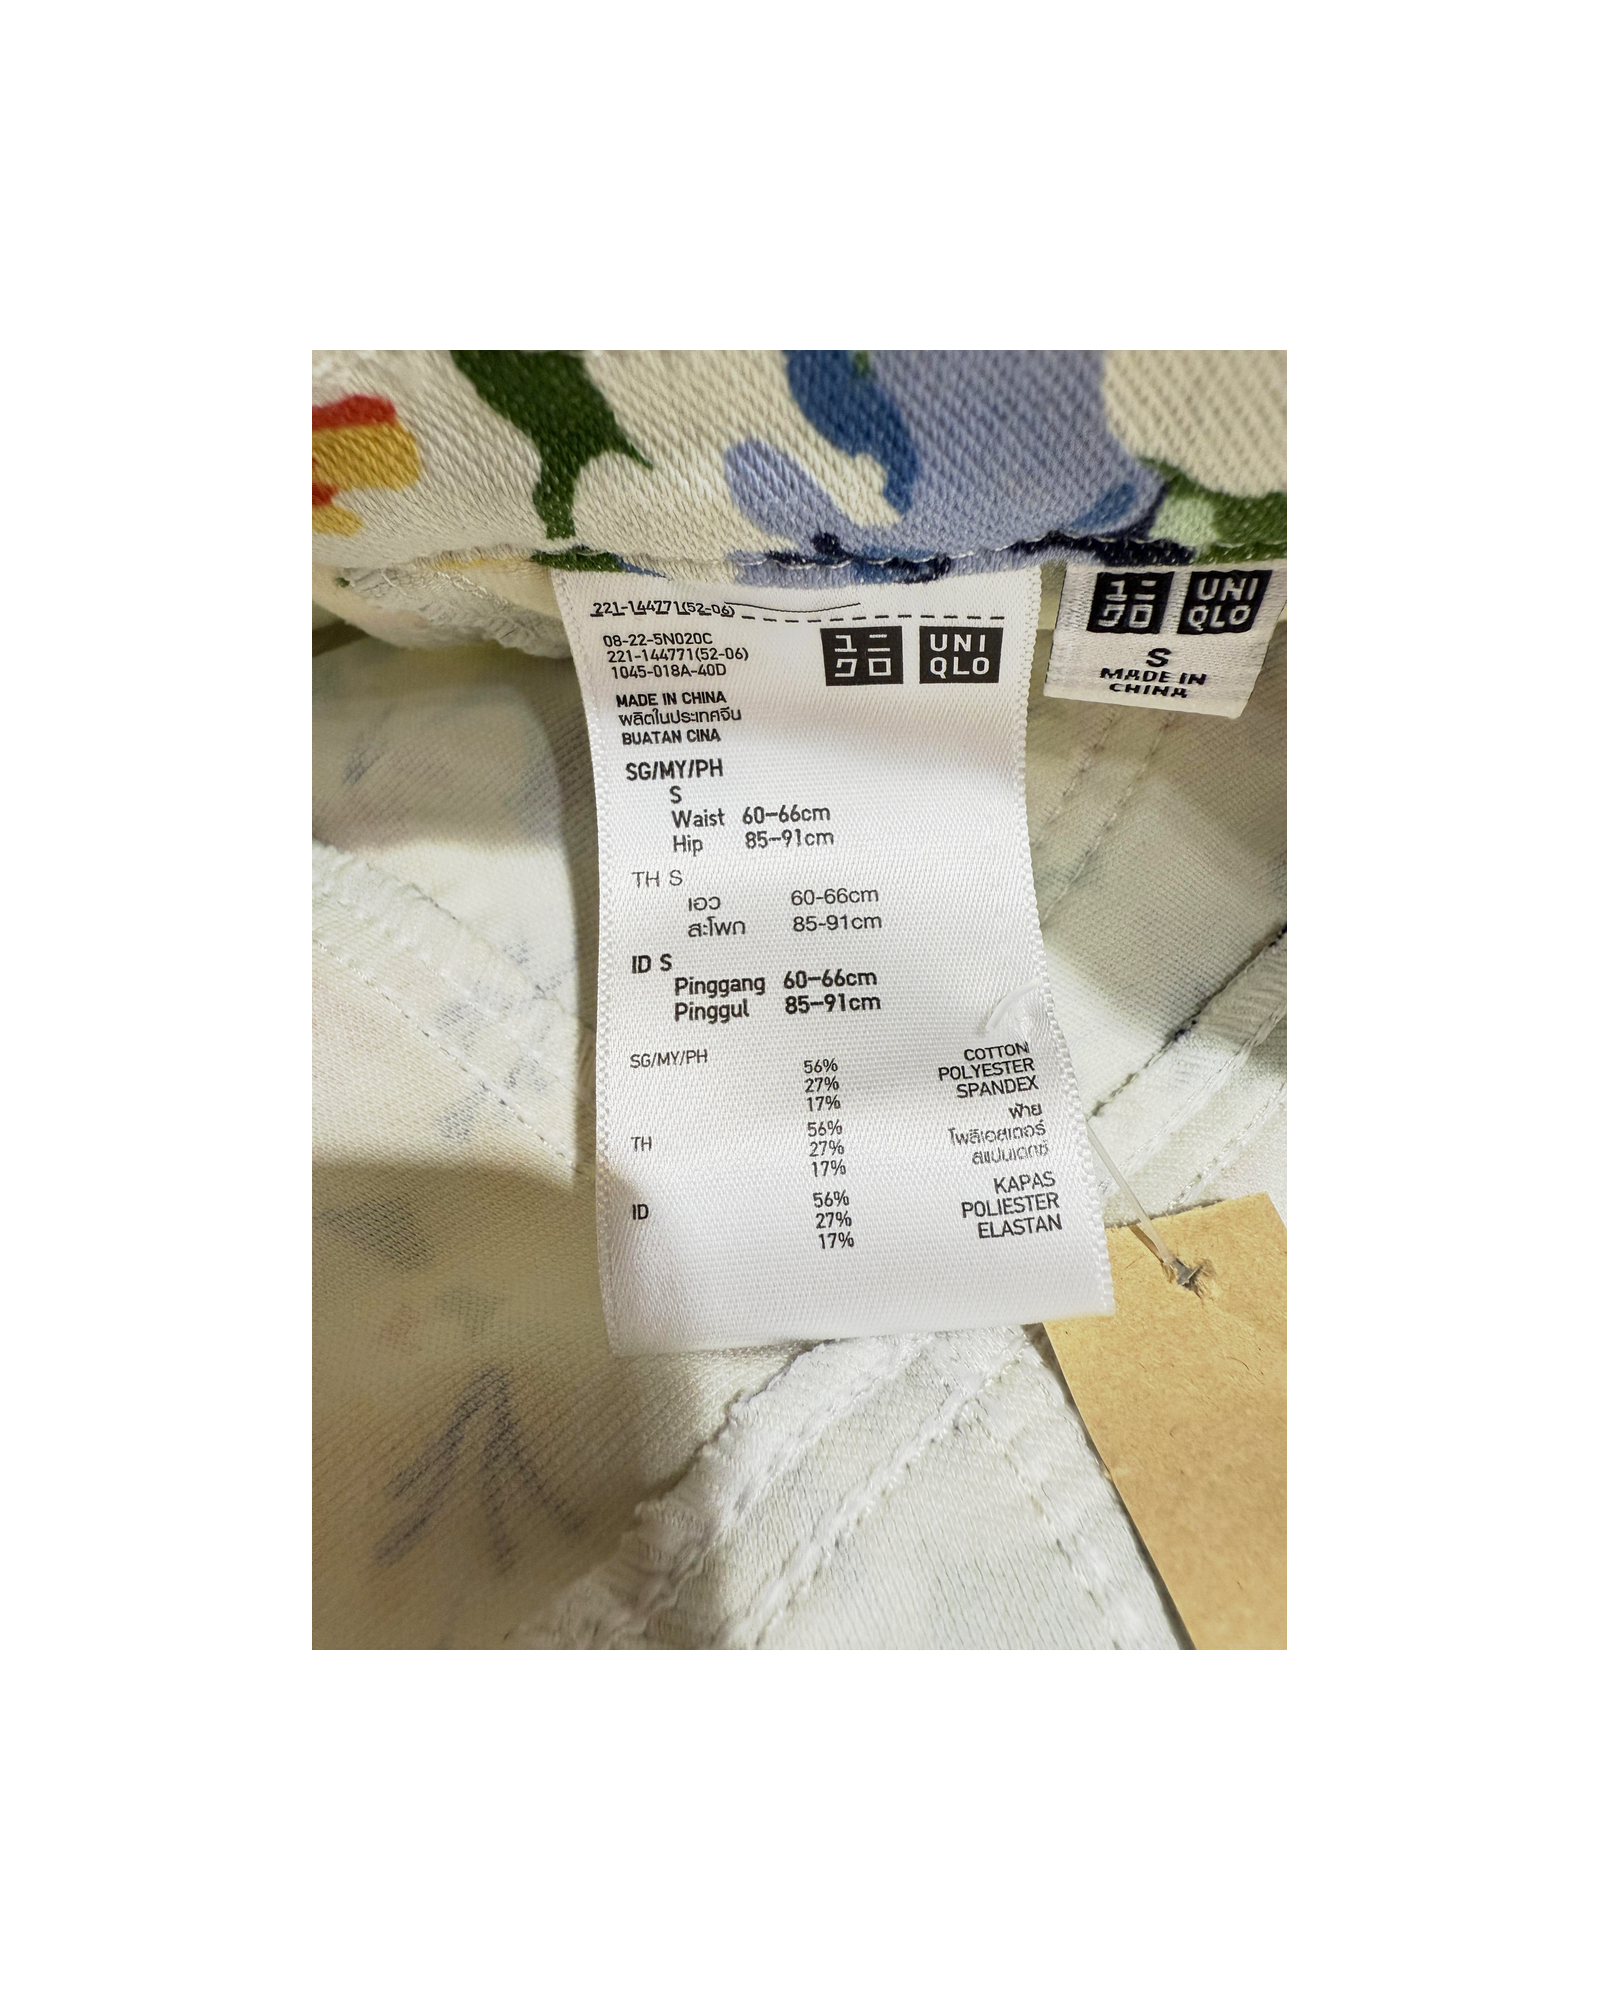 221-144771(52-06)
08-22-5N020C
221-144771(52-06)
1045-018A-40D
ユニ
クロ
UNI
QLO
MADE IN CHINA
ผลิตในประเทศจีน
BUATAN CINA
SG/MY/PH
S
Waist 60-66cm
Hip 85-91cm
TH S
เอว 60-66cm
สะโพก 85-91cm
ID S
Pinggang 60-66cm
Pinggul 85-91cm
SG/MY/PH 56% COTTON
27% POLYESTER
17% SPANDEX
TH 56% ฝ้าย
27% โพลีเอสเตอร์
17% สแปนเดกซ์
ID 56% KAPAS
27% POLIESTER
17% ELASTAN
ユニ
クロ
UNI
QLO
S
MADE IN
CHINA